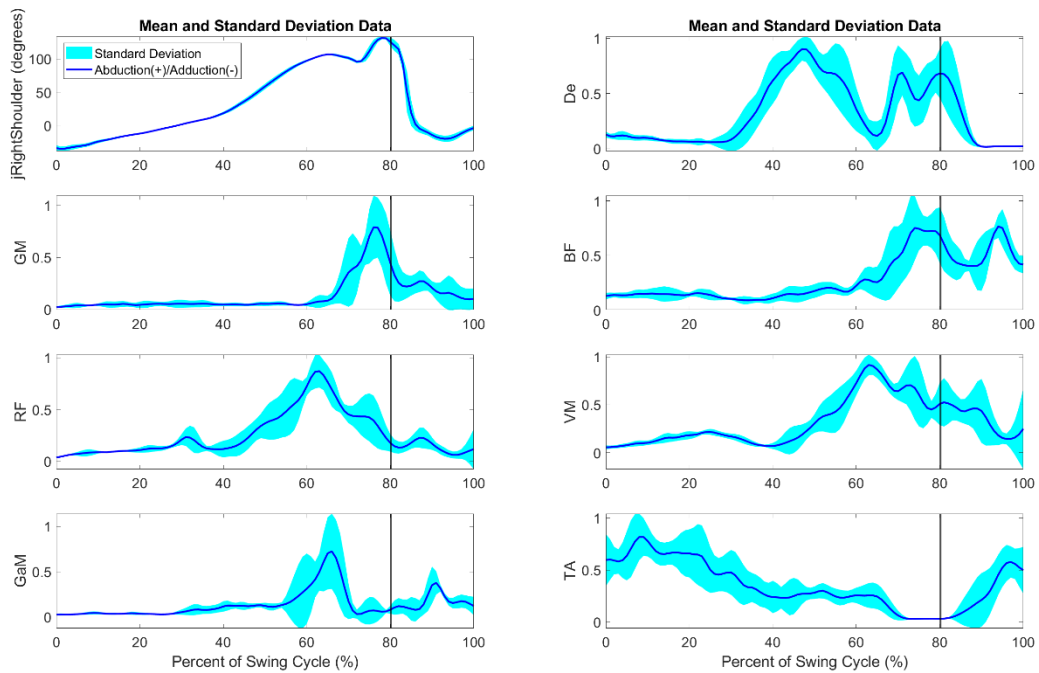 Mean and Standard Deviation Data
jRightShoulder (degrees)
100
50
0
Standard Deviation
Abduction(+)/Adduction(-)
0 20 40 60 80 100
Mean and Standard Deviation Data
De
1
0.5
0
0 20 40 60 80 100
GM
1
0.5
0
0 20 40 60 80 100
BF
1
0.5
0
0 20 40 60 80 100
RF
1
0.5
0
0 20 40 60 80 100
VM
1
0.5
0
0 20 40 60 80 100
GaM
1
0.5
0
0 20 40 60 80 100
Percent of Swing Cycle (%)
TA
1
0.5
0
0 20 40 60 80 100
Percent of Swing Cycle (%)